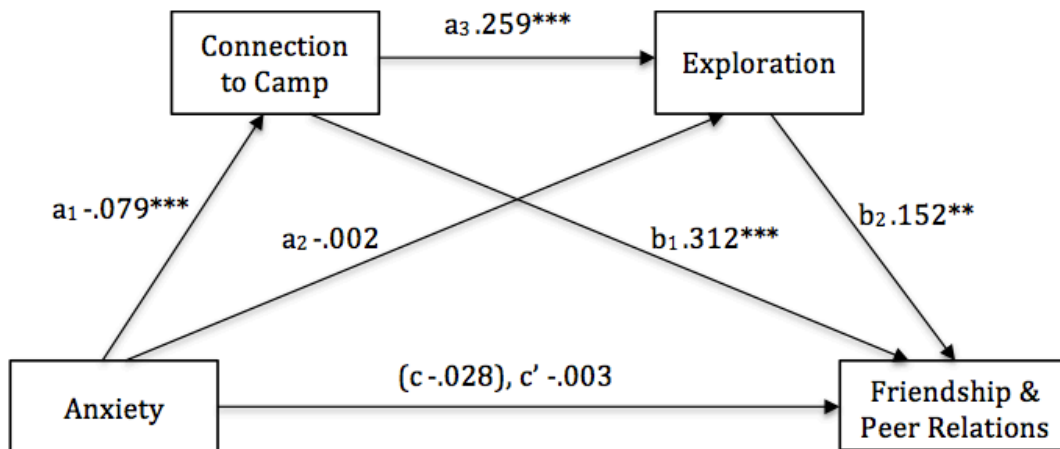 a₃ .259***
Connection
to Camp
Exploration
a₁ -.079***
a₂ -.002
b₁ .312***
b₂ .152**
(c -.028), c’ -.003
Anxiety
Friendship &
Peer Relations